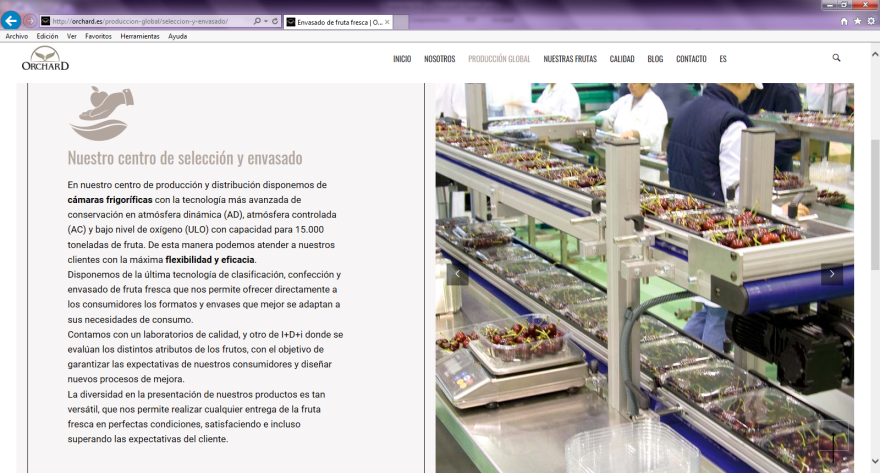 http://orchard.es/produccion-global/seleccion-y-envasado/
Envasado de fruta fresca | O...
Archivo Edición Ver Favoritos Herramientas Ayuda
ORCHARD
INICIO NOSOTROS PRODUCCIÓN GLOBAL NUESTRAS FRUTAS CALIDAD BLOG CONTACTO ES
Nuestro centro de selección y envasado
En nuestro centro de producción y distribución disponemos de
cámaras frigoríficas con la tecnología más avanzada de
conservación en atmósfera dinámica (AD), atmósfera controlada
(AC) y bajo nivel de oxígeno (ULO) con capacidad para 15.000
toneladas de fruta. De esta manera podemos atender a nuestros
clientes con la máxima flexibilidad y eficacia.
Disponemos de la última tecnología de clasificación, confección y
envasado de fruta fresca que nos permite ofrecer directamente a
los consumidores los formatos y envases que mejor se adaptan a
sus necesidades de consumo.
Contamos con un laboratorios de calidad, y otro de I+D+i donde se
evalúan los distintos atributos de los frutos, con el objetivo de
garantizar las expectativas de nuestros consumidores y diseñar
nuevos procesos de mejora.
La diversidad en la presentación de nuestros productos es tan
versátil, que nos permite realizar cualquier entrega de la fruta
fresca en perfectas condiciones, satisfaciendo e incluso
superando las expectativas del cliente.